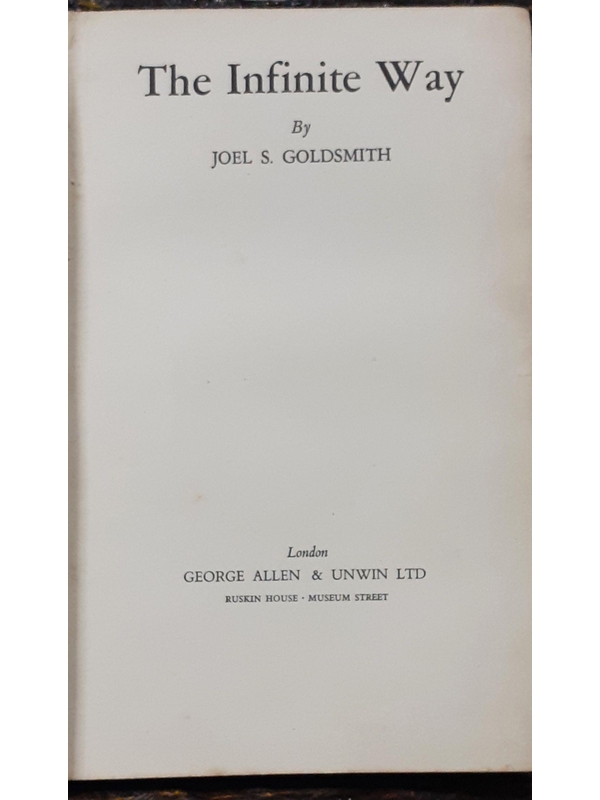 The Infinite Way
By
JOEL S. GOLDSMITH
London
GEORGE ALLEN & UNWIN LTD
RUSKIN HOUSE · MUSEUM STREET